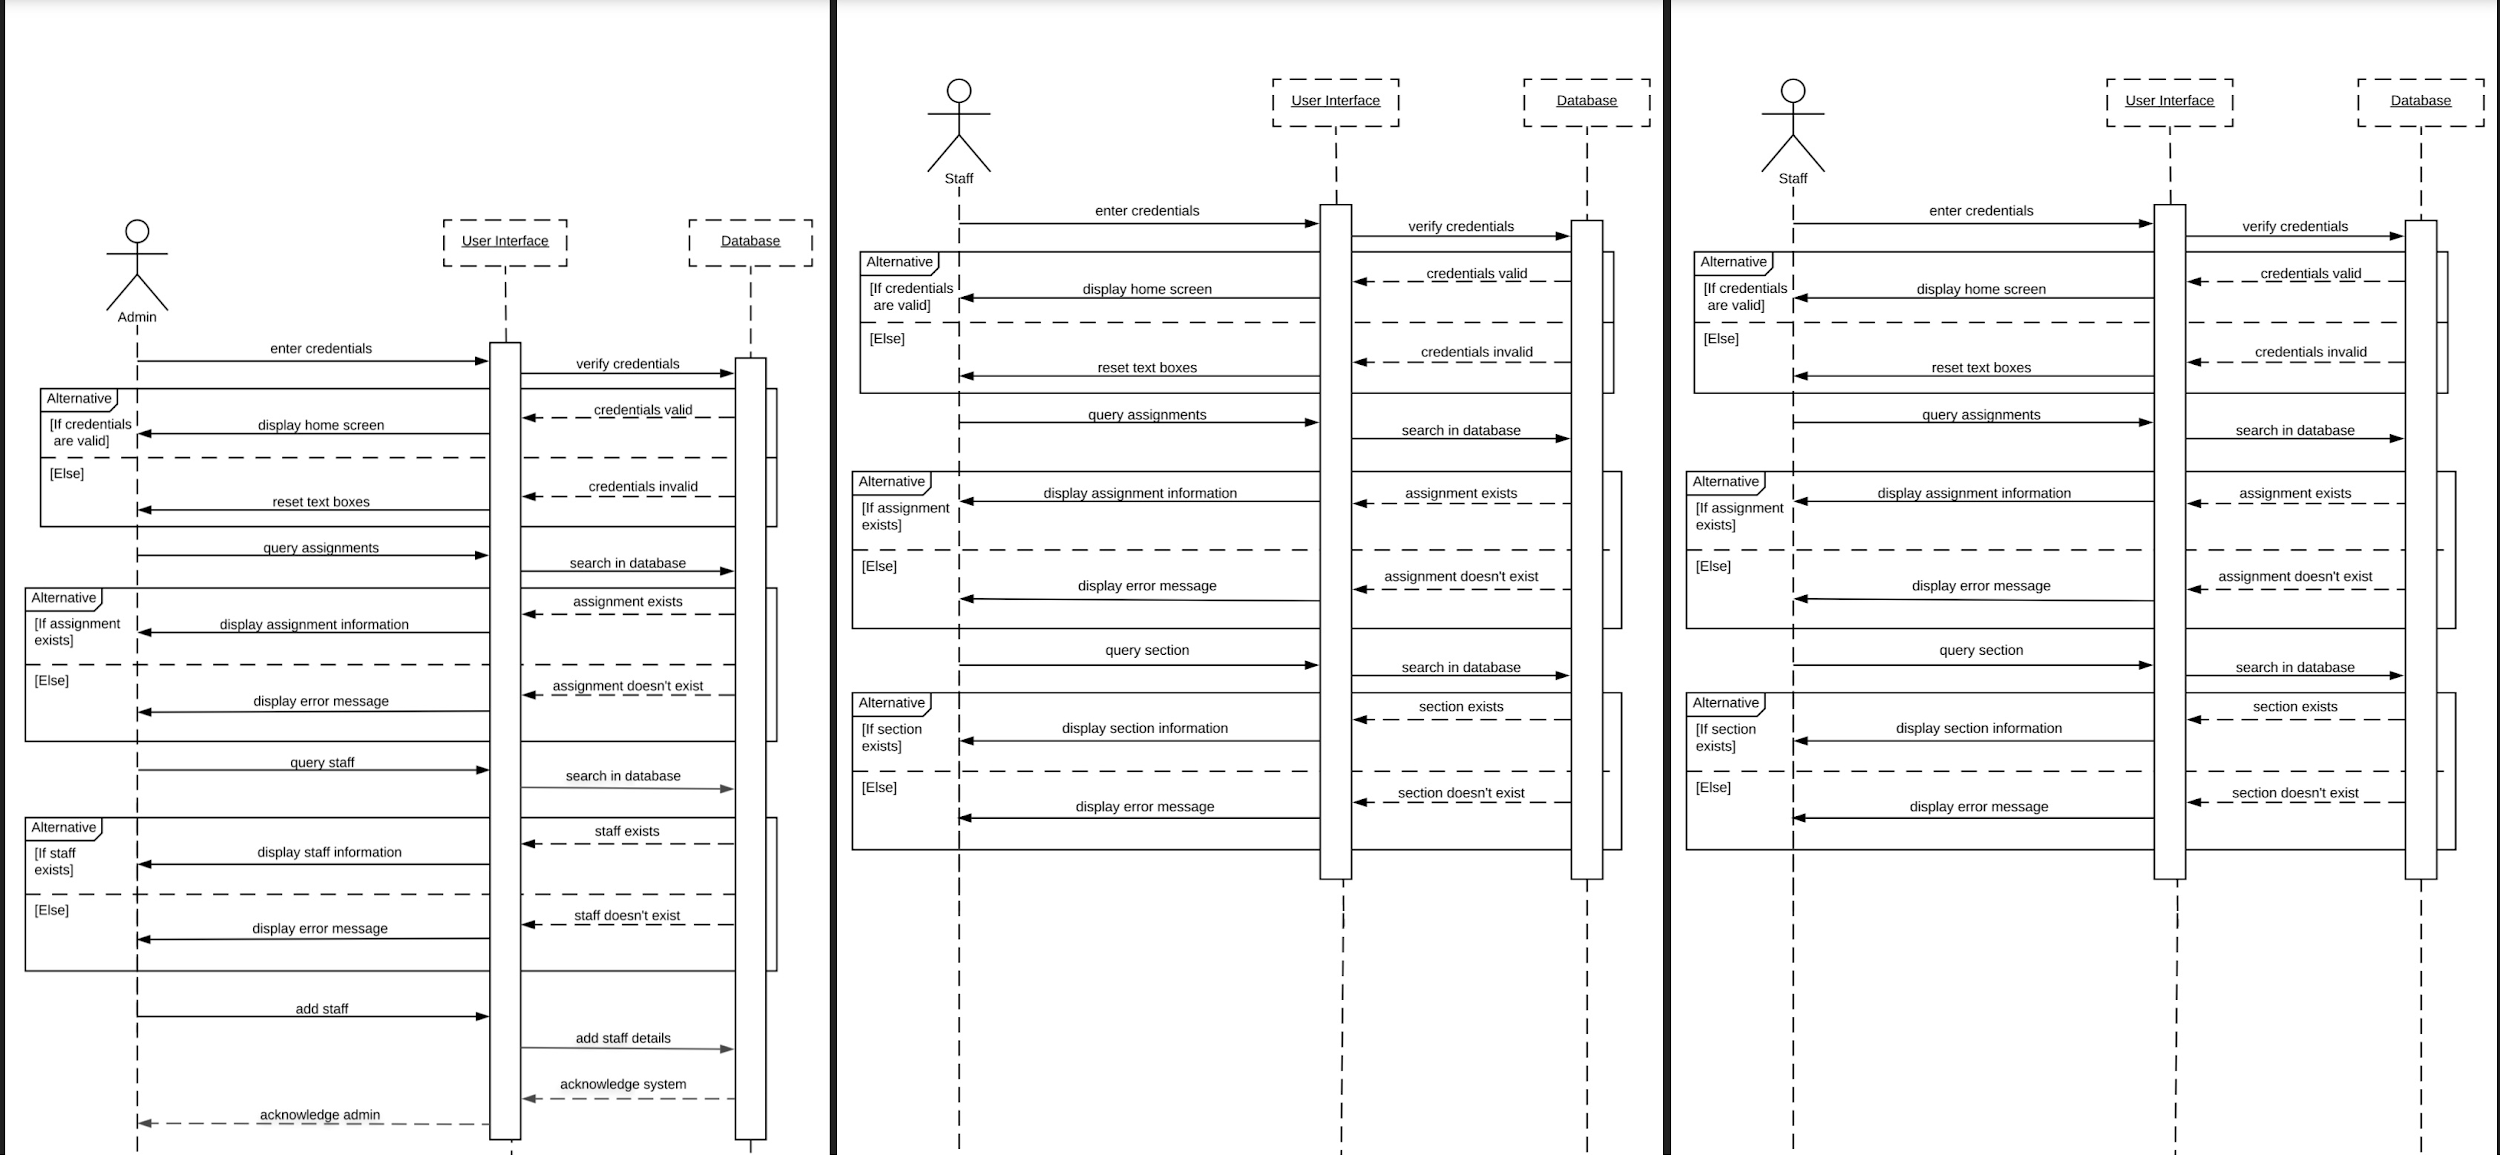 Admin
User Interface
Database
enter credentials
verify credentials
Alternative
[If credentials
are valid]
credentials valid
display home screen
[Else]
credentials invalid
reset text boxes
query assignments
search in database
Alternative
[If assignment
exists]
assignment exists
display assignment information
[Else]
assignment doesn't exist
display error message
query staff
search in database
Alternative
[If staff
exists]
staff exists
display staff information
[Else]
staff doesn't exist
display error message
add staff
add staff details
acknowledge system
acknowledge admin
Staff
User Interface
Database
enter credentials
verify credentials
Alternative
[If credentials
are valid]
credentials valid
display home screen
[Else]
credentials invalid
reset text boxes
query assignments
search in database
Alternative
[If assignment
exists]
display assignment information
assignment exists
[Else]
assignment doesn't exist
display error message
query section
search in database
Alternative
[If section
exists]
section exists
display section information
[Else]
section doesn't exist
display error message
Staff
User Interface
Database
enter credentials
verify credentials
Alternative
[If credentials
are valid]
credentials valid
display home screen
[Else]
credentials invalid
reset text boxes
query assignments
search in database
Alternative
[If assignment
exists]
display assignment information
assignment exists
[Else]
assignment doesn't exist
display error message
query section
search in database
Alternative
[If section
exists]
section exists
display section information
[Else]
section doesn't exist
display error message